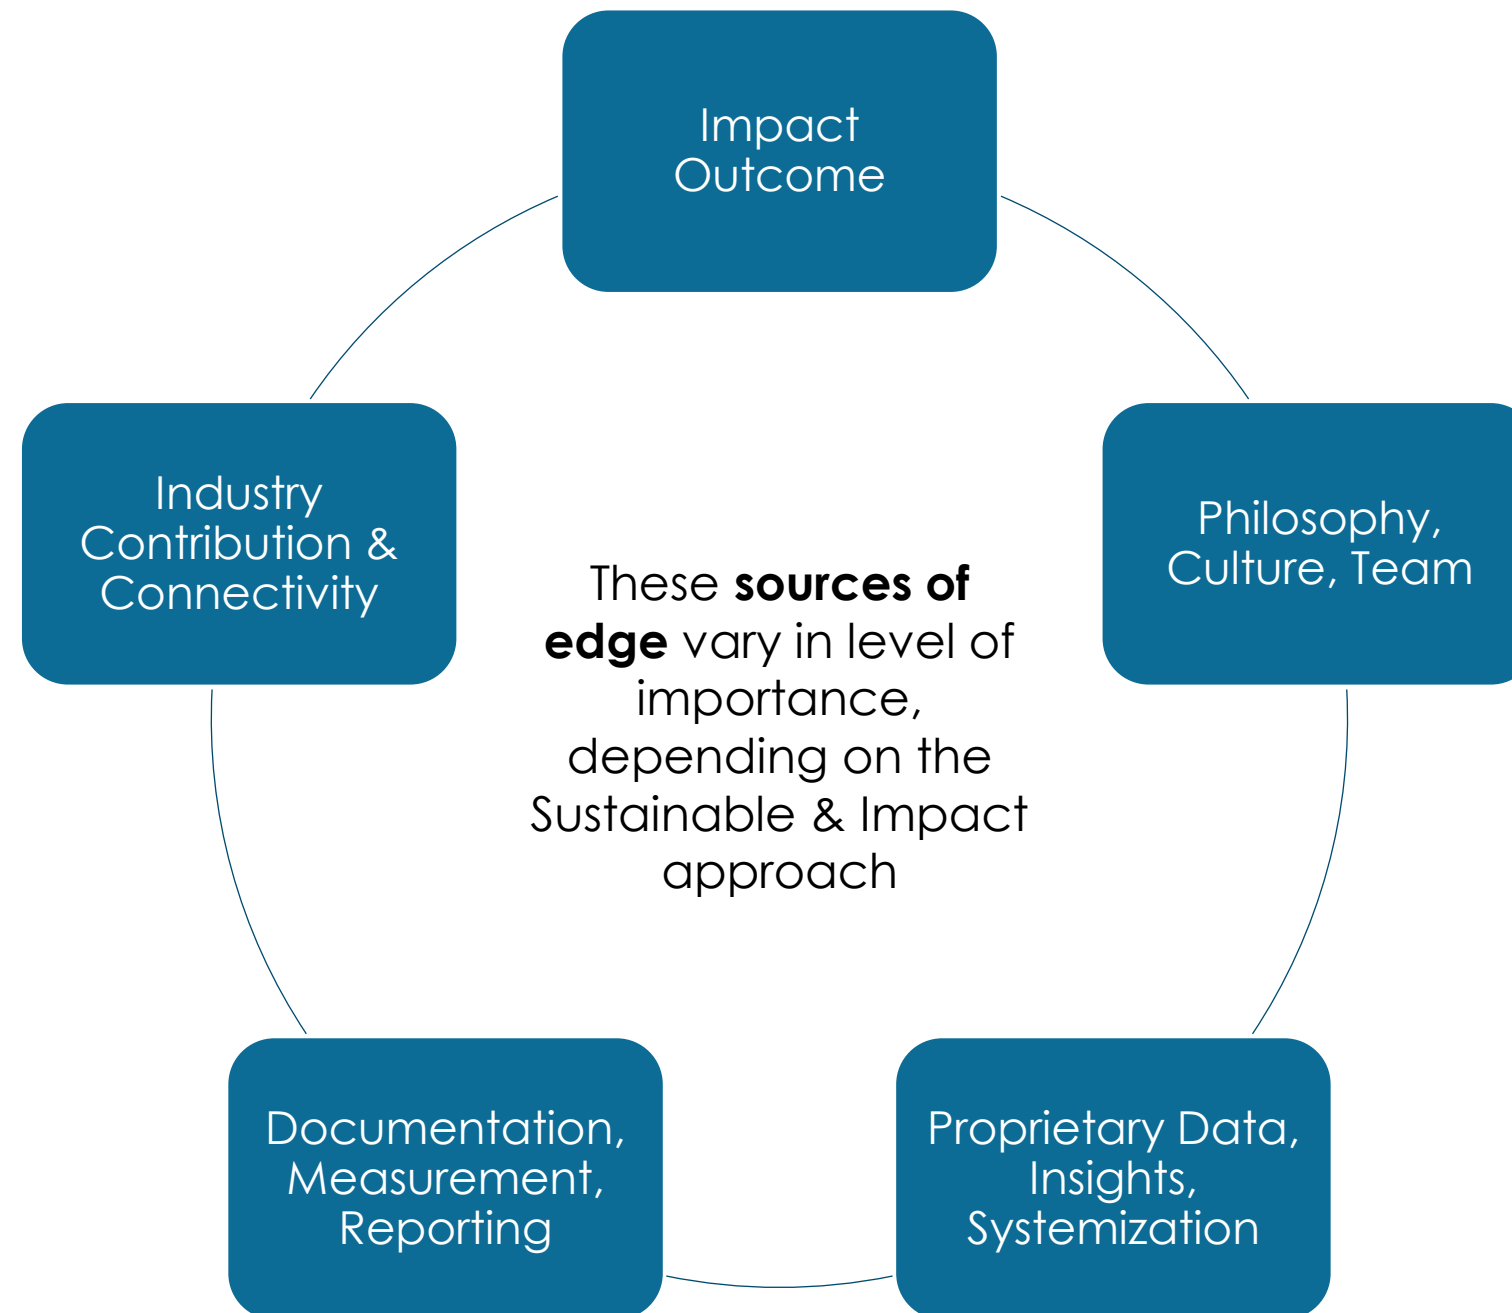 Impact
Outcome
Philosophy,
Culture, Team
Proprietary Data,
Insights,
Systemization
Documentation,
Measurement,
Reporting
Industry
Contribution &
Connectivity
These sources of
edge vary in level of
importance,
depending on the
Sustainable & Impact
approach